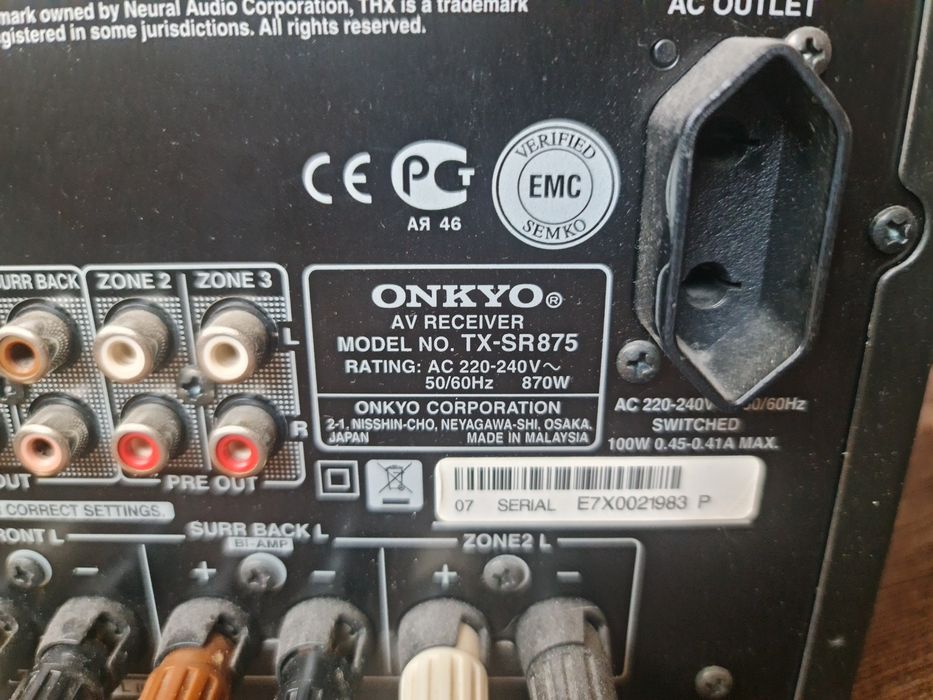 mark owned by Neural Audio Corporation, THX is a trademark
gistered in some jurisdictions. All rights reserved.
AC OUTLET
CE
РСТ
АЯ 46
VERIFIED
EMC
SEMKO
SURR BACK
ZONE 2
ZONE 3
L
R
OUT
PRE OUT
ONKYO®
AV RECEIVER
MODEL NO. TX-SR875
RATING: AC 220-240V~
50/60Hz 870W
ONKYO CORPORATION
2-1, NISSHIN-CHO, NEYAGAWA-SHI, OSAKA,
JAPAN MADE IN MALAYSIA
AC 220-240V 50/60Hz
SWITCHED
100W 0.45-0.41A MAX.
07 SERIAL E7X0021983 P
CORRECT SETTINGS.
FRONT L
SURR BACK L
BI-AMP
ZONE2 L
- + - + -